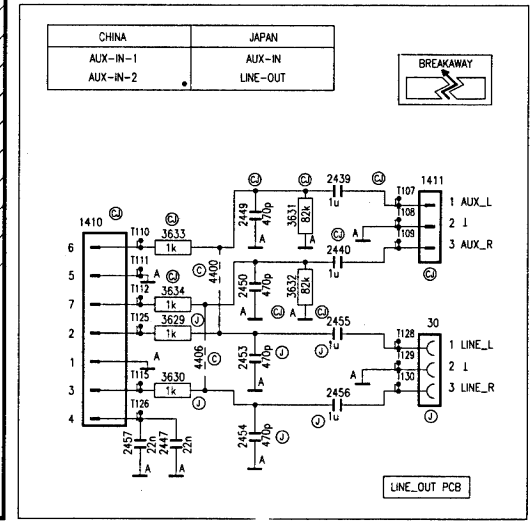 CHINA JAPAN
AUX-IN-1 AUX-IN
AUX-IN-2 LINE-OUT
BREAKAWAY
CJ CJ 2439 CJ 1411
1u T107
T108
T109
1 AUX_L
2 ⊥
3 AUX_R
CJ
2449 470p A
3631 82k A
CJ 2440 1u
A
1410 CJ
T110 CJ 3633 1k
6
T111 A
5
T112 CJ 3634 1k
7
T125 3629 J 1k
2
1 A
T115 3630 1k J
3
T126
4
C 4400
4406 C
2450 470p CJ A
3632 82k CJ A
2455 J 1u
2453 470p J A
2456 J 1u
2454 470p J A
2457 22n A
2447 22n A
30
T128
T129
T130
A
1 LINE_L
2 ⊥
3 LINE_R
J
LINE_OUT PCB